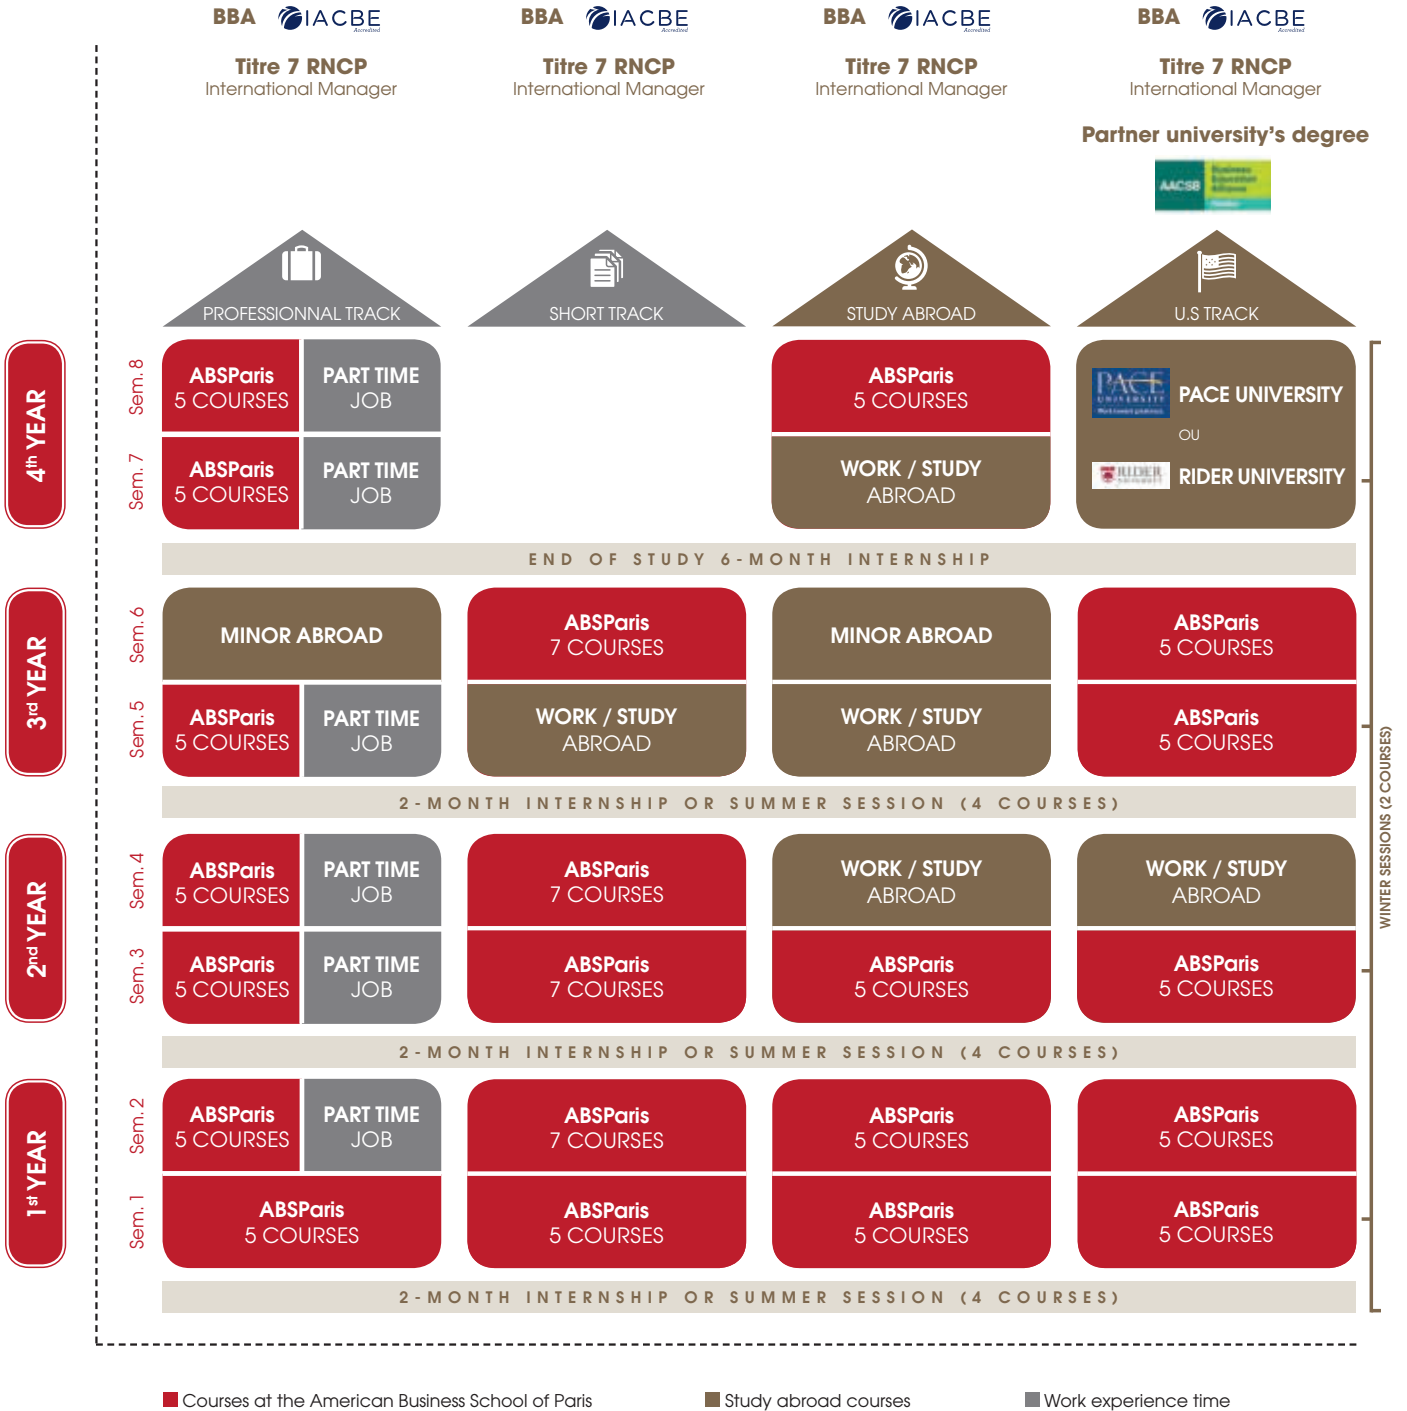 BBA IACBE Accredited
BBA IACBE Accredited
BBA IACBE Accredited
BBA IACBE Accredited
Titre 7 RNCP
International Manager
Titre 7 RNCP
International Manager
Titre 7 RNCP
International Manager
Titre 7 RNCP
International Manager
Partner university's degree
AACSB
Business
Education
Alliance
PROFESSIONNAL TRACK
SHORT TRACK
STUDY ABROAD
U.S TRACK
4th YEAR
Sem. 8
ABSParis
5 COURSES
PART TIME
JOB
ABSParis
5 COURSES
PACE
UNIVERSITY
PACE UNIVERSITY
OU
RIDER
UNIVERSITY
RIDER UNIVERSITY
Sem. 7
ABSParis
5 COURSES
PART TIME
JOB
WORK / STUDY
ABROAD
END OF STUDY 6-MONTH INTERNSHIP
3rd YEAR
Sem. 6
MINOR ABROAD
ABSParis
7 COURSES
MINOR ABROAD
ABSParis
5 COURSES
Sem. 5
ABSParis
5 COURSES
PART TIME
JOB
WORK / STUDY
ABROAD
WORK / STUDY
ABROAD
ABSParis
5 COURSES
2-MONTH INTERNSHIP OR SUMMER SESSION (4 COURSES)
2nd YEAR
Sem. 4
ABSParis
5 COURSES
PART TIME
JOB
ABSParis
7 COURSES
WORK / STUDY
ABROAD
WORK / STUDY
ABROAD
Sem. 3
ABSParis
5 COURSES
PART TIME
JOB
ABSParis
7 COURSES
ABSParis
5 COURSES
ABSParis
5 COURSES
2-MONTH INTERNSHIP OR SUMMER SESSION (4 COURSES)
1st YEAR
Sem. 2
ABSParis
5 COURSES
PART TIME
JOB
ABSParis
7 COURSES
ABSParis
5 COURSES
ABSParis
5 COURSES
Sem. 1
ABSParis
5 COURSES
ABSParis
5 COURSES
ABSParis
5 COURSES
ABSParis
5 COURSES
2-MONTH INTERNSHIP OR SUMMER SESSION (4 COURSES)
WINTER SESSIONS (2 COURSES)
Courses at the American Business School of Paris
Study abroad courses
Work experience time